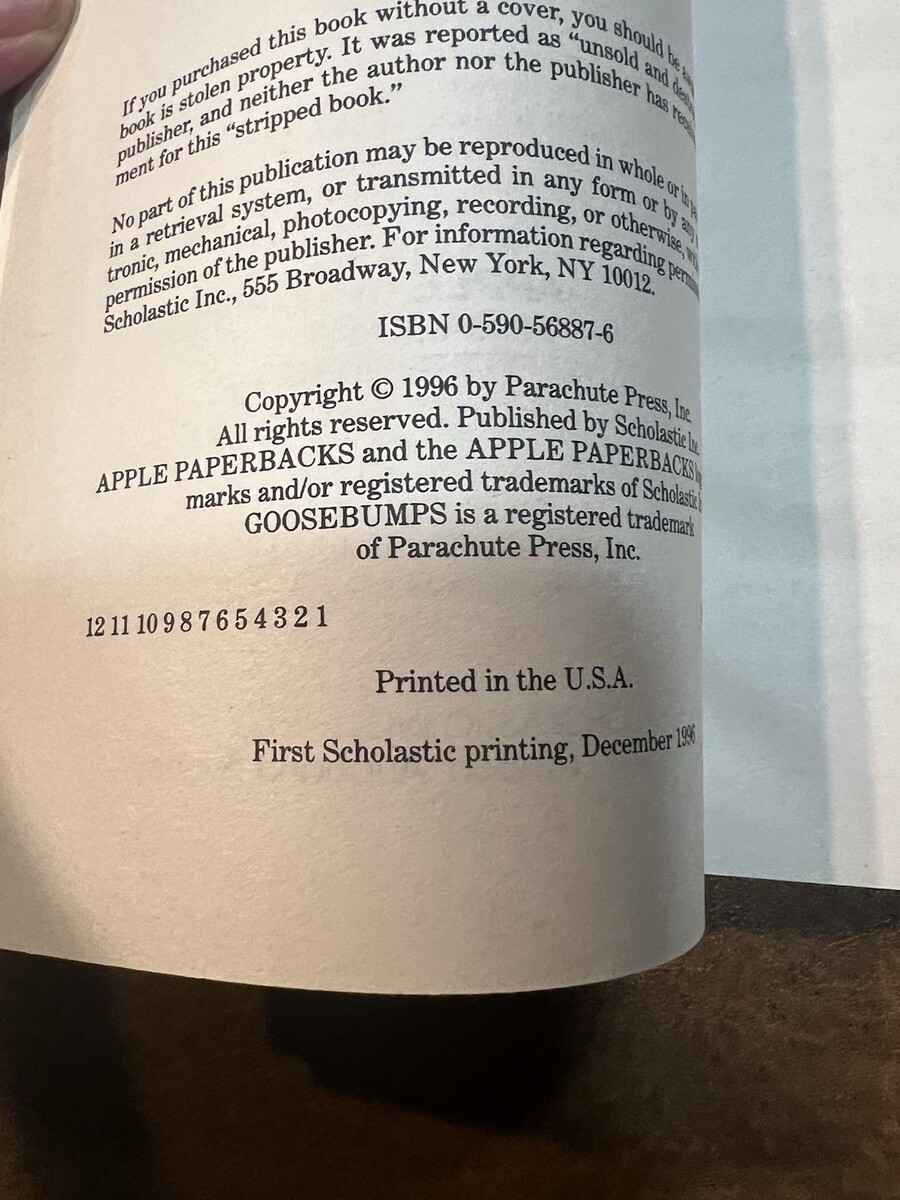 If you purchased this book without a cover, you should be
book is stolen property. It was reported as “unsold and
publisher, and neither the author nor the publisher has
ment for this “stripped book.”
No part of this publication may be reproduced in whole or in
in a retrieval system, or transmitted in any form or by any
tronic, mechanical, photocopying, recording, or otherwise,
permission of the publisher. For information regarding
Scholastic Inc., 555 Broadway, New York, NY 10012.
ISBN 0-590-56887-6
Copyright © 1996 by Parachute Press, Inc.
All rights reserved. Published by Scholastic Inc.
APPLE PAPERBACKS and the APPLE PAPERBACKS
marks and/or registered trademarks of Scholastic
GOOSEBUMPS is a registered trademark
of Parachute Press, Inc.
12 11 10 9 8 7 6 5 4 3 2 1
Printed in the U.S.A.
First Scholastic printing, December 1996